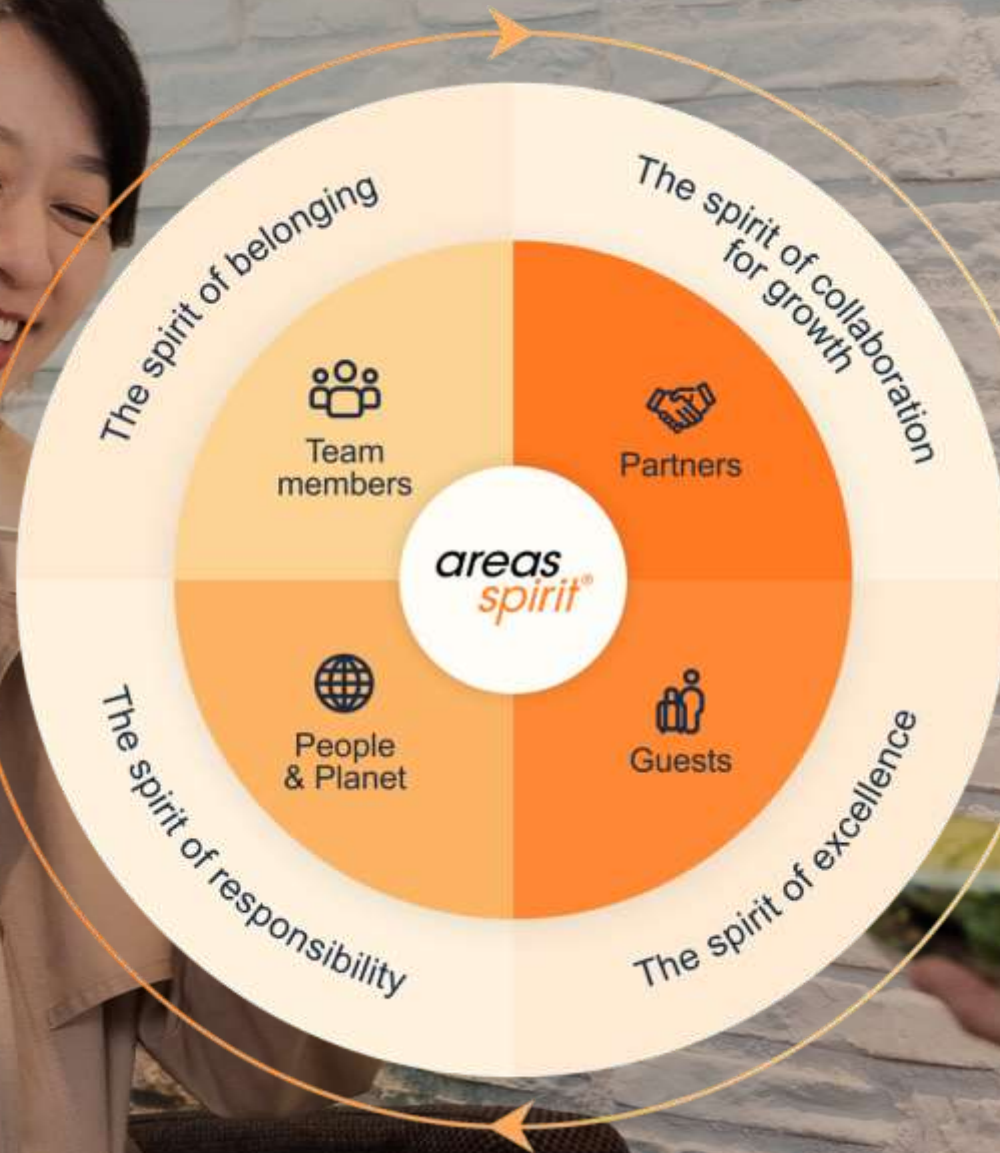 The spirit of belonging
The spirit of collaboration
for growth
Team
members
Partners
areas
spirit®
People
& Planet
Guests
The spirit of responsibility
The spirit of excellence